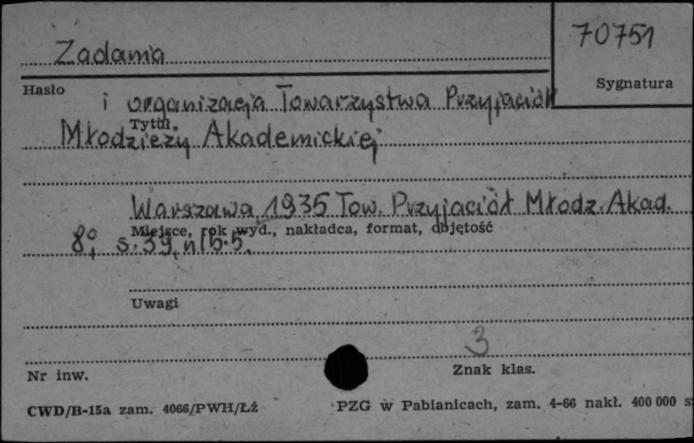 Zadania
70751
Hasło
Sygnatura
i organizacja Towarzystwa Przyjaciół
Tytuł
Młodzieży Akademickiej
Warszawa, 1935 Tow. Przyjaciół Młodz. Akad.
Miejsce, rok wyd., nakładca, format, objętość
8°, s. 39, nlb. 5.
Uwagi
3
Nr inw.
Znak klas.
CWD/B-15a zam. 4066/PWH/Łź
PZG w Pabianicach, zam. 4-66 nakł. 400 000 s